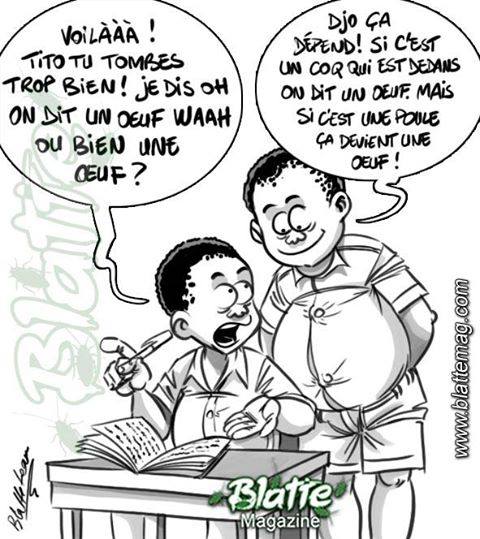 VOILÀÀÀ !
TITO TU TOMBES
TROP BIEN ! JE DIS OH
ON DIT UN OEUF WAAH
OU BIEN UNE
OEUF ?
DJO ÇA
DÉPEND! SI C'EST
UN COQ QUI EST DEDANS
ON DIT UN OEUF. MAIS
SI C'EST UNE POULE
ÇA DEVIENT UNE
OEUF !
Blatte
www.blattemag.com
Blatte
Magazine